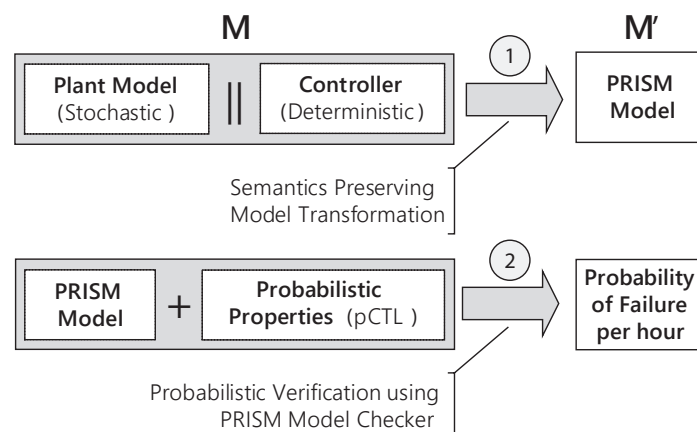 M
M'
Plant Model
(Stochastic )
||
Controller
(Deterministic)
1
PRISM
Model
Semantics Preserving
Model Transformation
PRISM
Model
+
Probabilistic
Properties (pCTL )
2
Probability
of Failure
per hour
Probabilistic Verification using
PRISM Model Checker